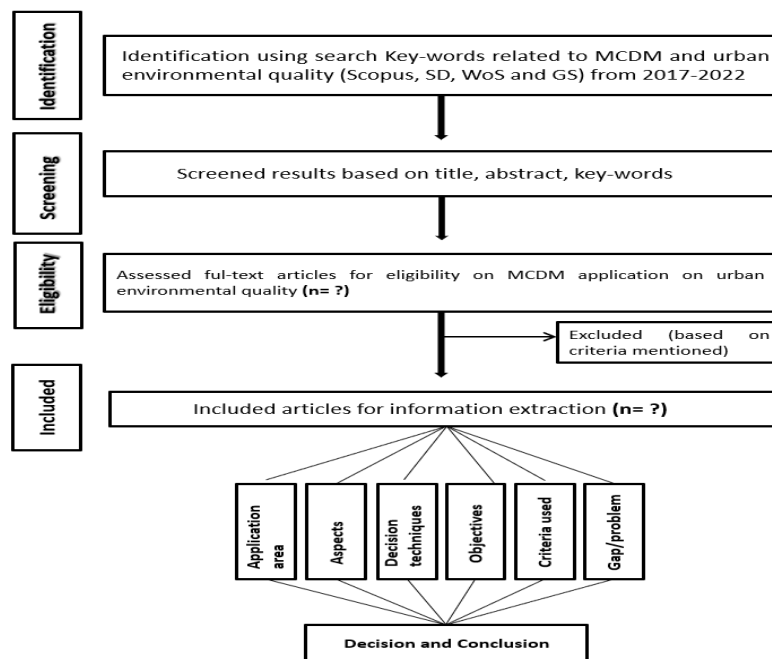 Identification
Identification using search Key-words related to MCDM and urban
environmental quality (Scopus, SD, WoS and GS) from 2017-2022
Screening
Screened results based on title, abstract, key-words
Eligibility
Assessed ful-text articles for eligibility on MCDM application on urban
environmental quality (n= ?)
Excluded (based on
criteria mentioned)
Included
Included articles for information extraction (n= ?)
Application
area
Aspects
Decision
techniques
Objectives
Criteria used
Gap/problem
Decision and Conclusion